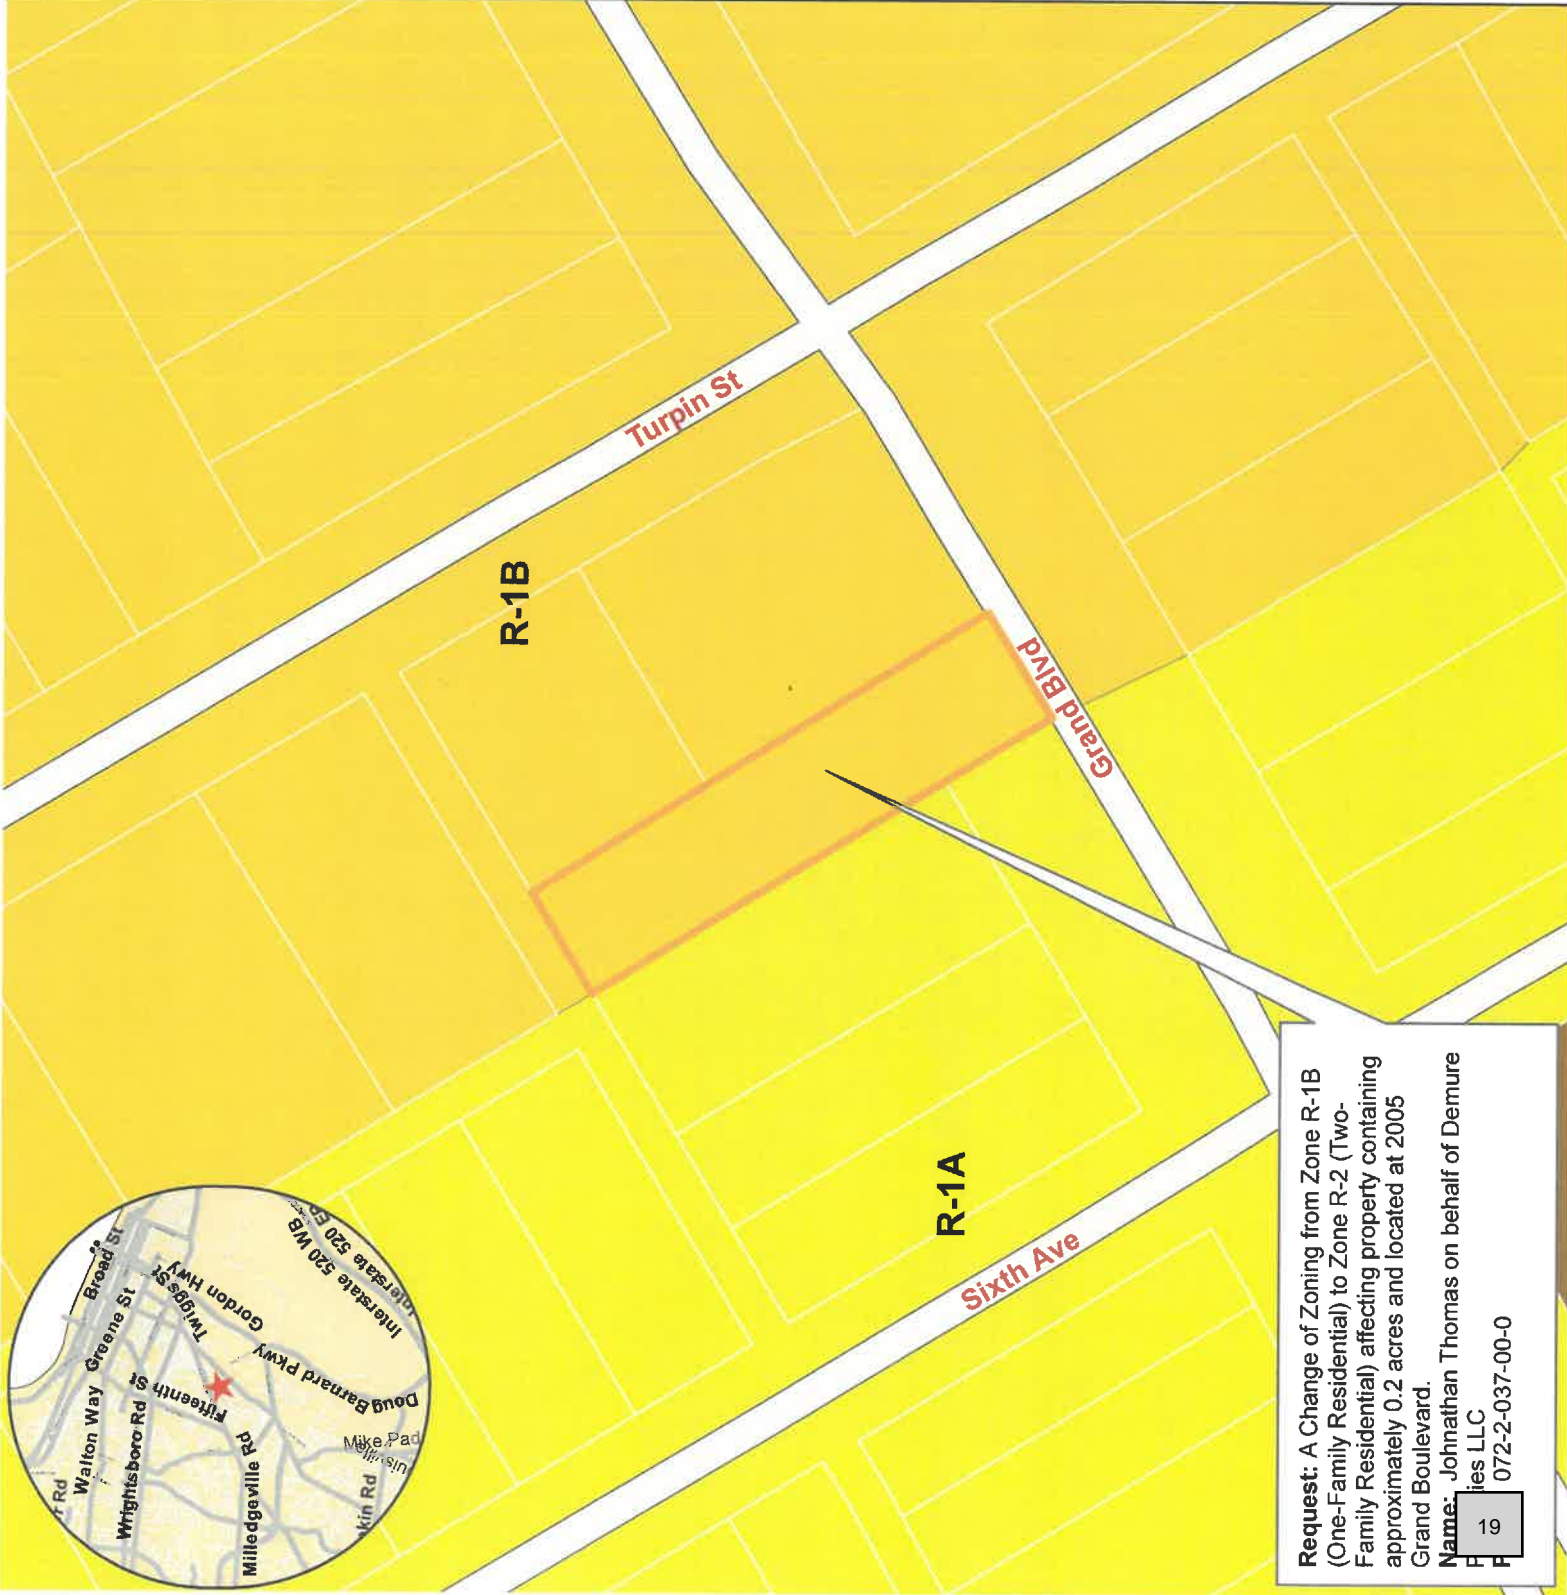 Broad St
Greene St
Twiggs St
Gordon Hwy
Interstate 520 WB
Interstate 520
Walton Way
Fifteenth St
Wrightsboro Rd
Doug Barnard Pkwy
Milledgeville Rd
Mike Pad
kin Rd
Rd
Turpin St
R-1B
Grand Blvd
R-1A
Sixth Ave
Request: A Change of Zoning from Zone R-1B
(One-Family Residential) to Zone R-2 (Two-
Family Residential) affecting property containing
approximately 0.2 acres and located at 2005
Grand Boulevard.
Name: Johnathan Thomas on behalf of Demure
ies LLC
072-2-037-00-0
19